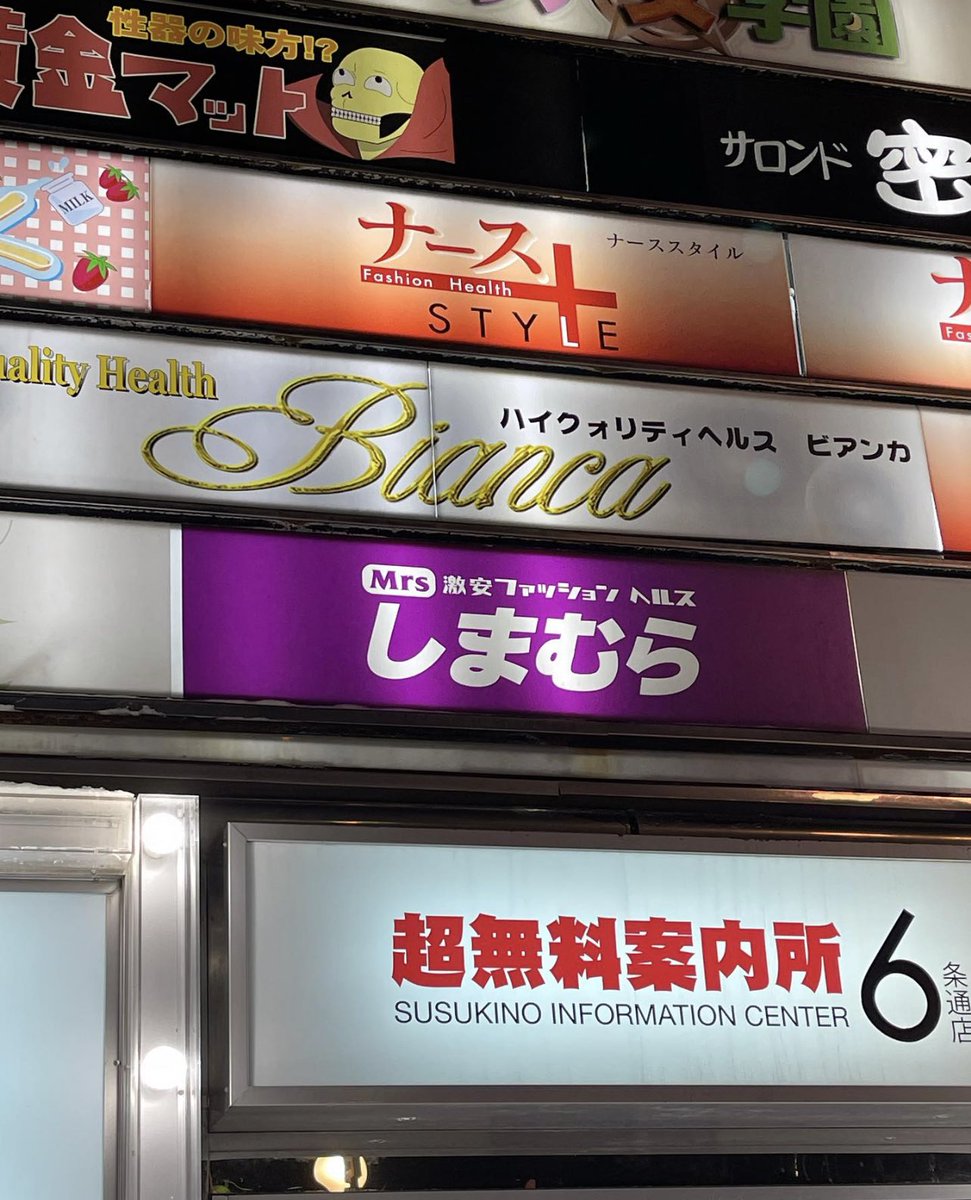 学園
性器の味方!?
黄金マット
サロンド 密
MILK
ナース
ナーススタイル
Fashion Health
STYLE
Fas
uality Health
Bianca
ハイクォリティヘルス ビアンカ
Mrs 激安ファッション ヘルス
しまむら
超無料案内所
SUSUKINO INFORMATION CENTER
6
条通店